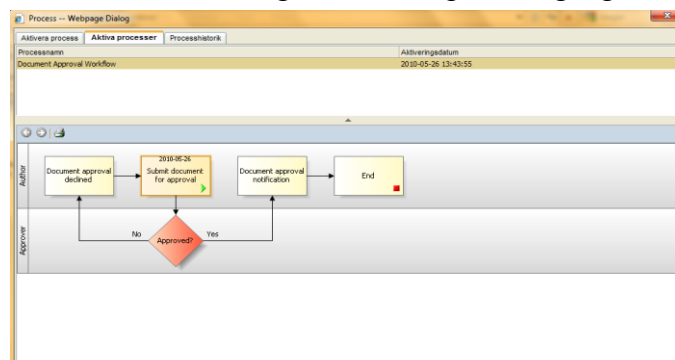 Process -- Webpage Dialog
Aktivera process Aktiva processer Processhistorik
Processnamn Aktiveringsdatum
Document Approval Workflow 2010-05-26 13:43:55
Author
Document approval
declined
2010-05-26
Submit document
for approval
Document approval
notification
End
Approver
No
Approved?
Yes